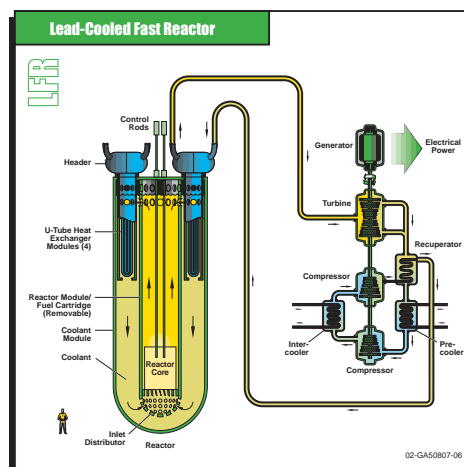 Lead-Cooled Fast Reactor
LFR
Control
Rods
Header
Generator
Electrical
Power
Turbine
U-Tube Heat
Exchanger
Modules (4)
Recuperator
Compressor
Reactor Module/
Fuel Cartridge
(Removable)
Coolant
Module
Inter-
cooler
Pre-
cooler
Compressor
Coolant
Reactor
Core
Inlet
Distributor
Reactor
02-GA50807-06